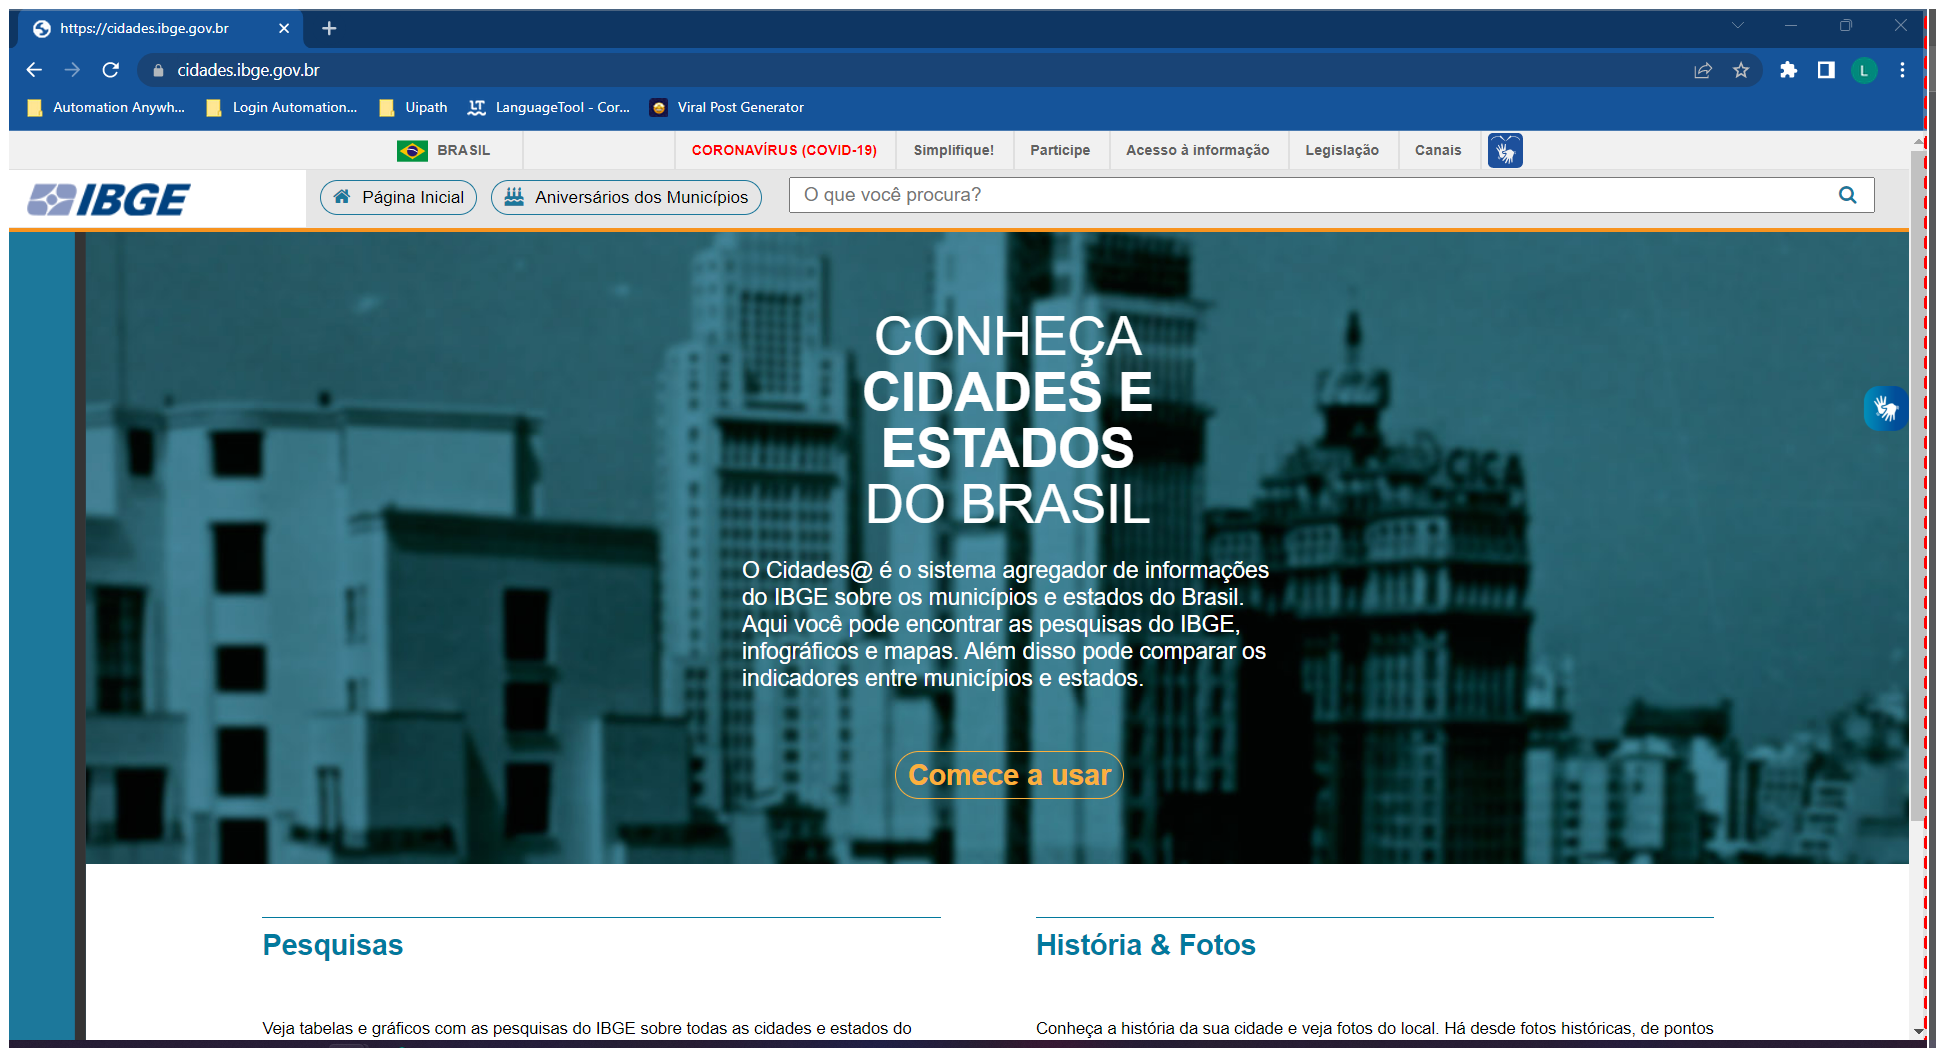 https://cidades.ibge.gov.br
cidades.ibge.gov.br
L
Automation Anywh...
Login Automation...
Uipath
LT
LanguageTool - Cor...
Viral Post Generator
BRASIL
CORONAVÍRUS (COVID-19)
Simplifique!
Participe
Acesso à informação
Legislação
Canais
IBGE
Página Inicial
Aniversários dos Municípios
O que você procura?
CONHEÇA
CIDADES E
ESTADOS
DO BRASIL
CICA
O Cidades@ é o sistema agregador de informações
do IBGE sobre os municípios e estados do Brasil.
Aqui você pode encontrar as pesquisas do IBGE,
infográficos e mapas. Além disso pode comparar os
indicadores entre municípios e estados.
Comece a usar
Pesquisas
Veja tabelas e gráficos com as pesquisas do IBGE sobre todas as cidades e estados do
História & Fotos
Conheça a história da sua cidade e veja fotos do local. Há desde fotos históricas, de pontos